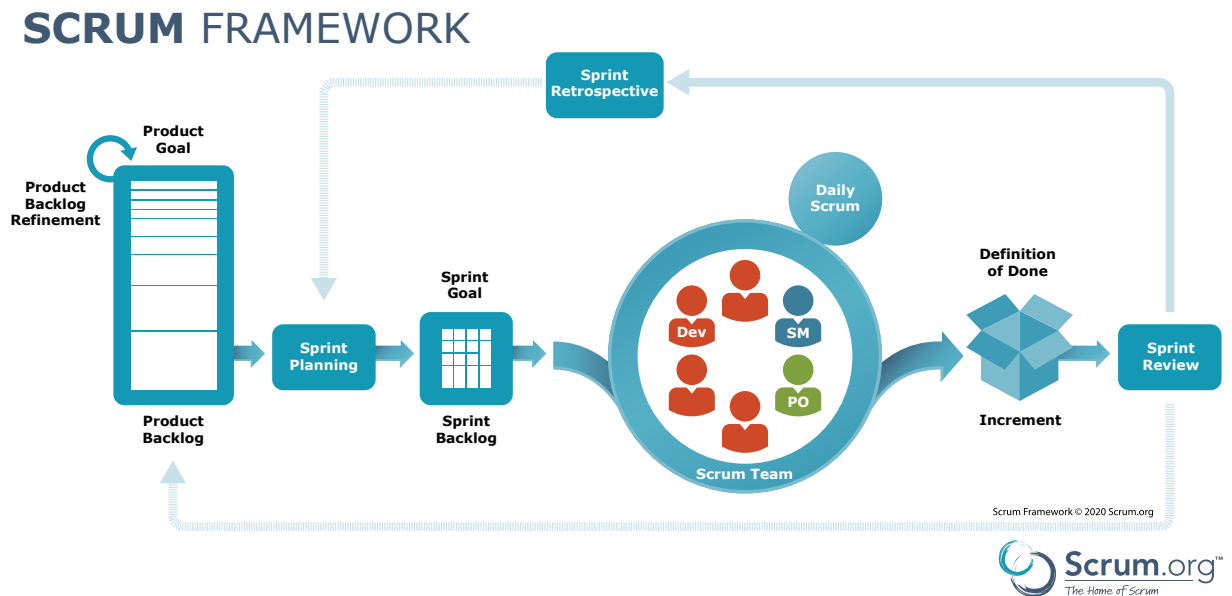 SCRUM FRAMEWORK
Sprint
Retrospective
Product
Goal
Product
Backlog
Refinement
Daily
Scrum
Definition
of Done
Sprint
Goal
Dev
SM
Sprint
Planning
Sprint
Review
PO
Product
Backlog
Sprint
Backlog
Increment
Scrum Team
Scrum Framework © 2020 Scrum.org
Scrum.org™
The Home of Scrum